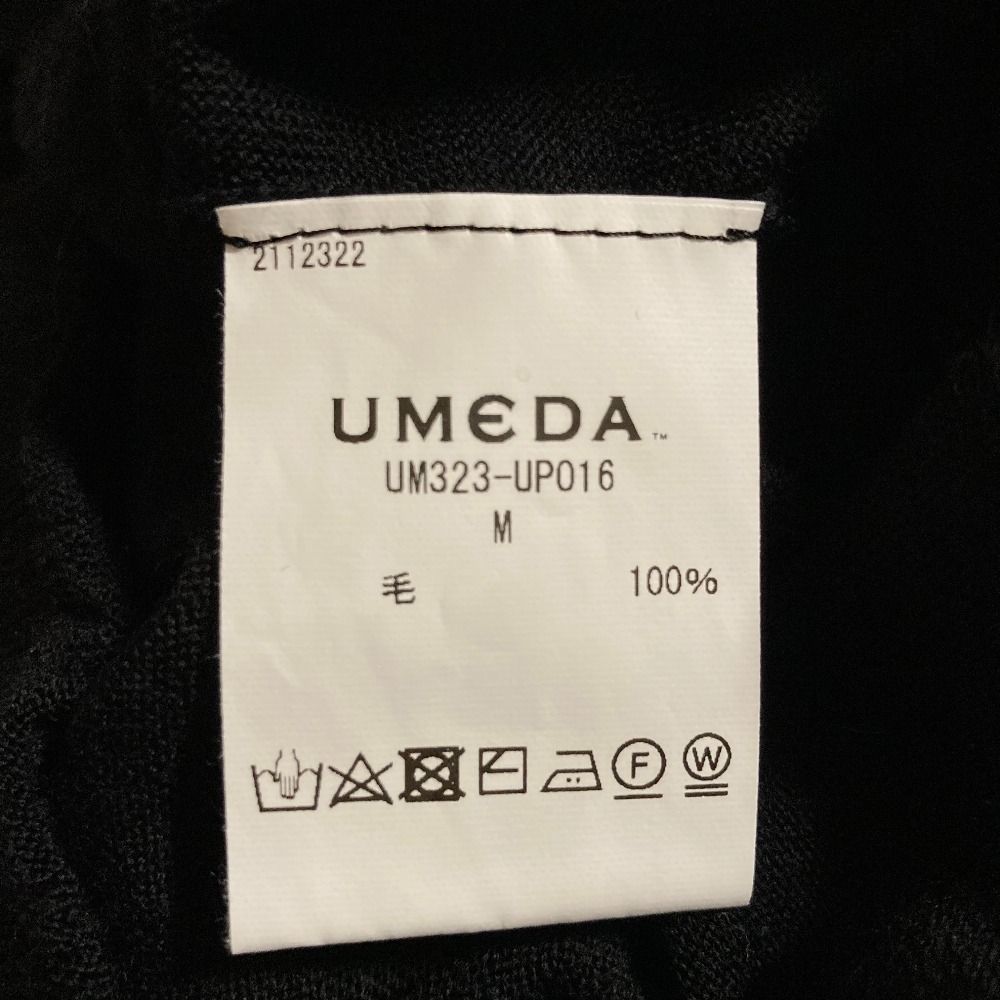 2112322
UMEDA™
UM323-UP016
M
毛 100%
F W